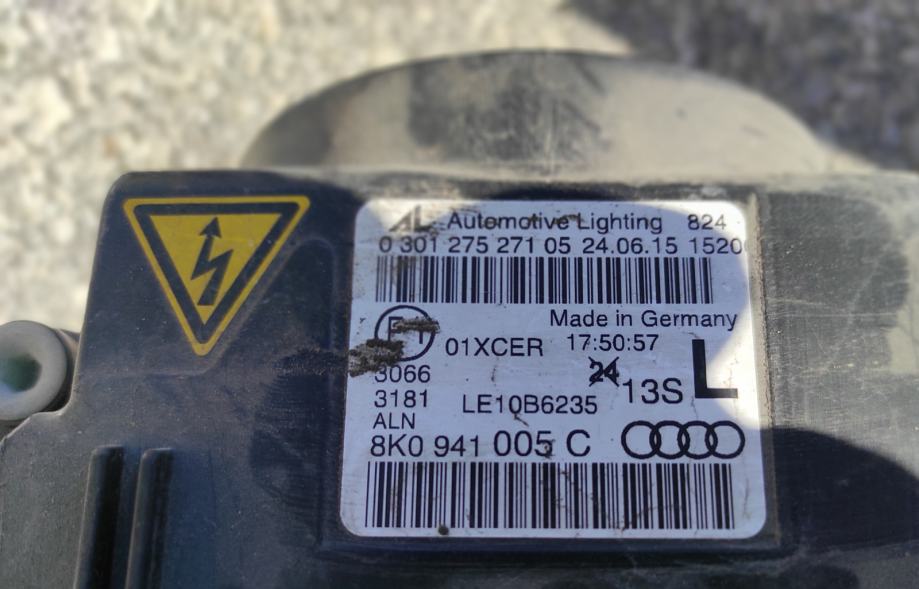 AL Automotive Lighting 824
0 301 275 271 05 24.06.15 1520
Made in Germany
01XCER 17:50:57
3066
24 13S L
3181 LE10B6235
ALN
8K0 941 005 C